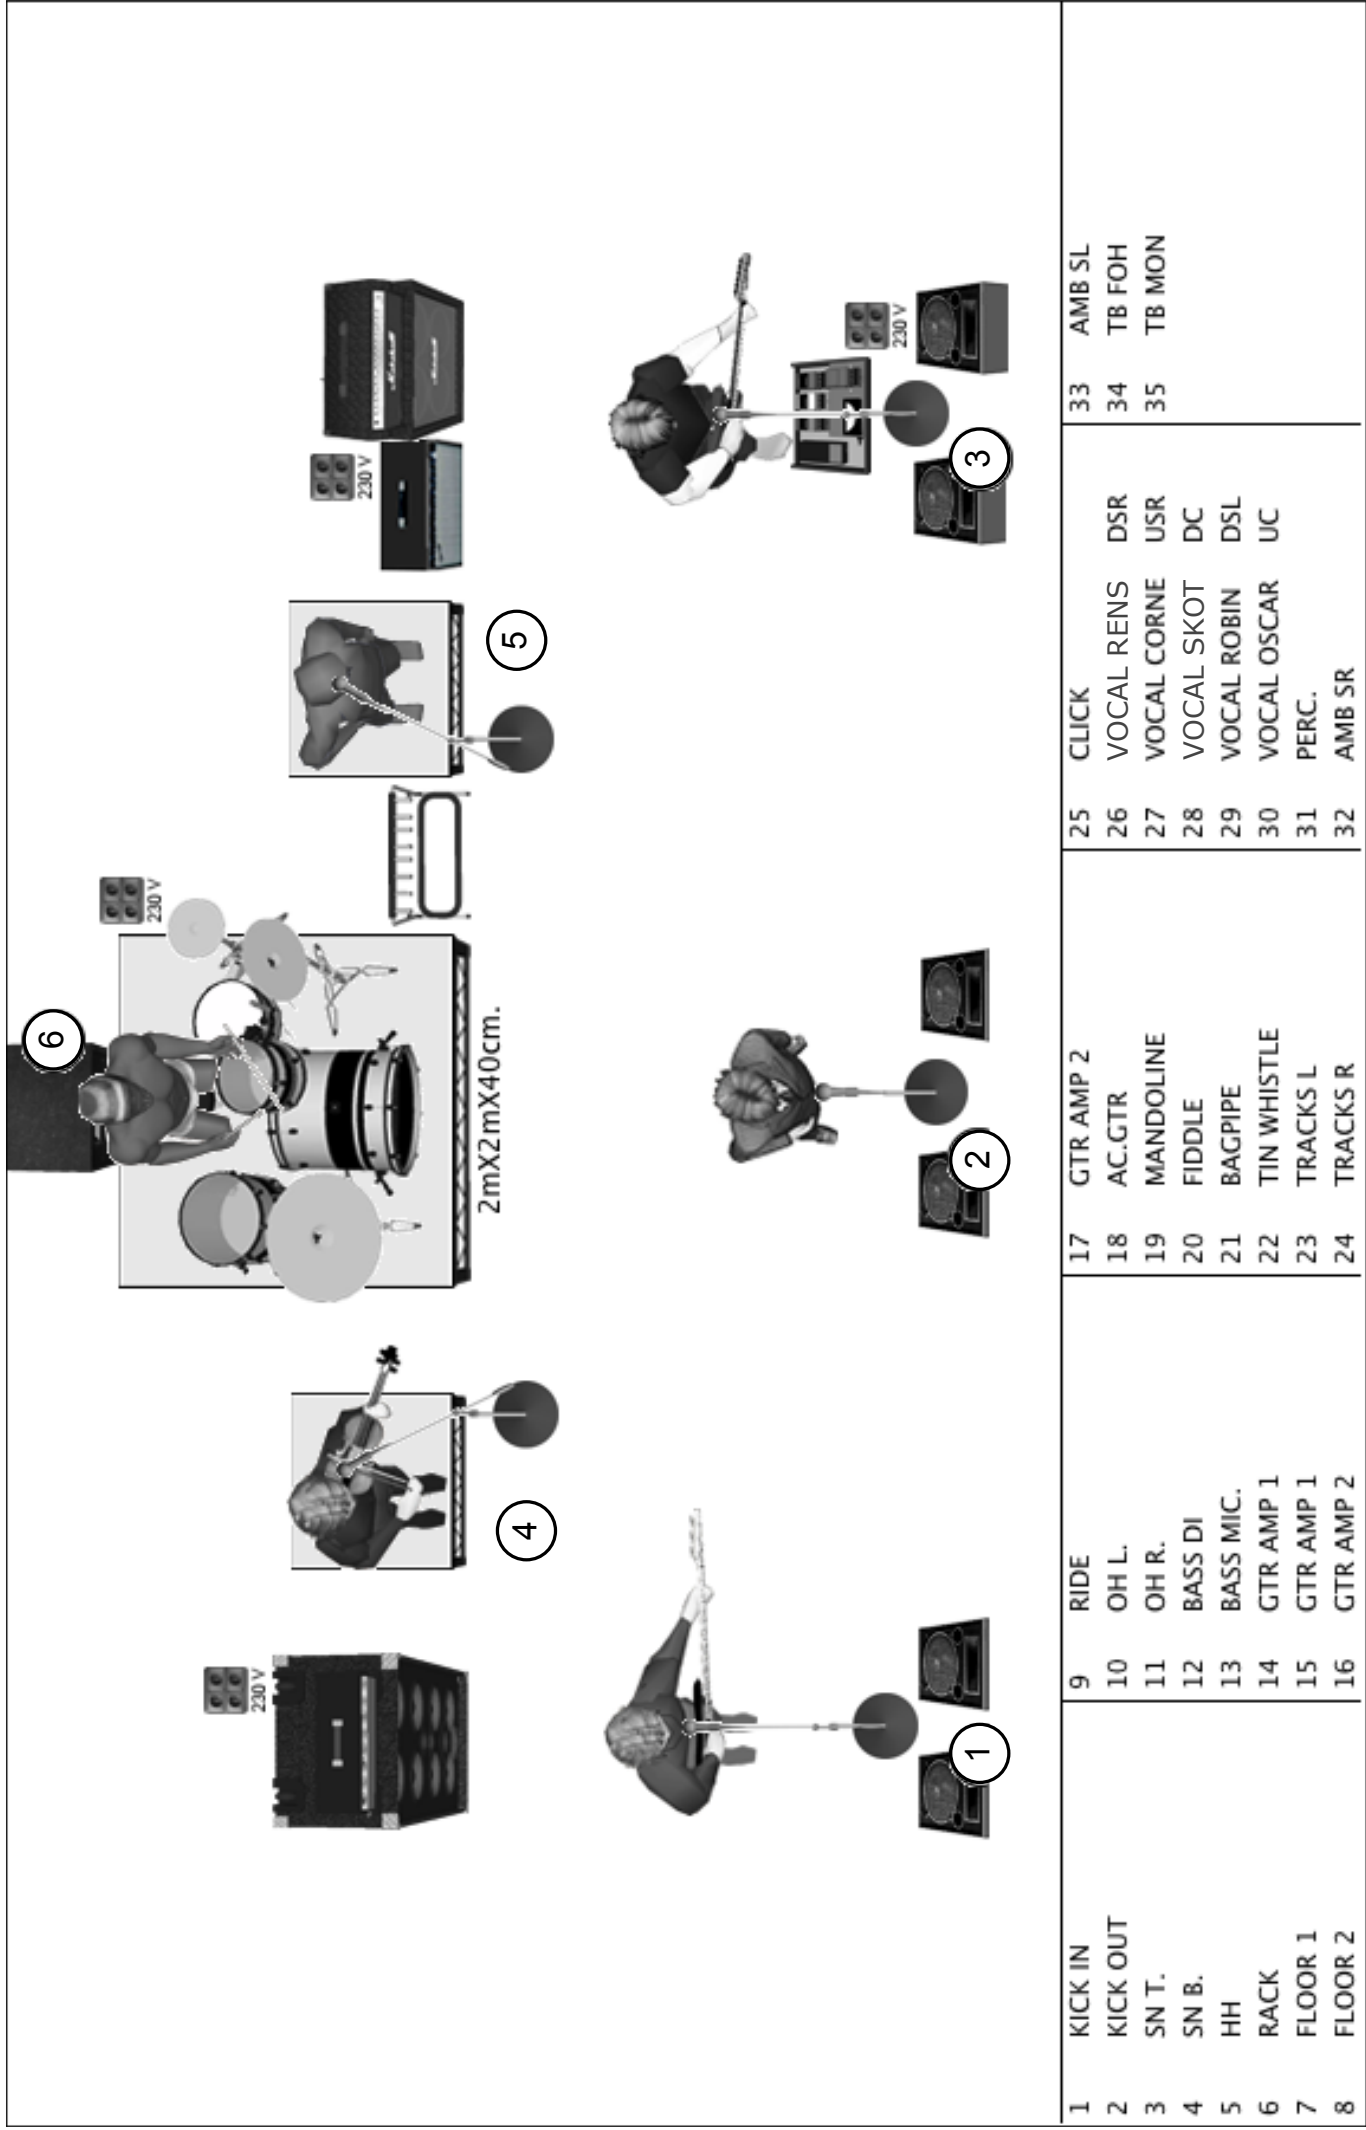 6
230 V
230 V
230 V
5
4
2mX2mX40cm.
230 V
1
2
3
1 KICK IN
2 KICK OUT
3 SN T.
4 SN B.
5 HH
6 RACK
7 FLOOR 1
8 FLOOR 2
9 RIDE
10 OH L.
11 OH R.
12 BASS DI
13 BASS MIC.
14 GTR AMP 1
15 GTR AMP 1
16 GTR AMP 2
17 GTR AMP 2
18 AC.GTR
19 MANDOLINE
20 FIDDLE
21 BAGPIPE
22 TIN WHISTLE
23 TRACKS L
24 TRACKS R
25 CLICK
26 VOCAL RENS DSR
27 VOCAL CORNE USR
28 VOCAL SKOT DC
29 VOCAL ROBIN DSL
30 VOCAL OSCAR UC
31 PERC.
32 AMB SR
33 AMB SL
34 TB FOH
35 TB MON